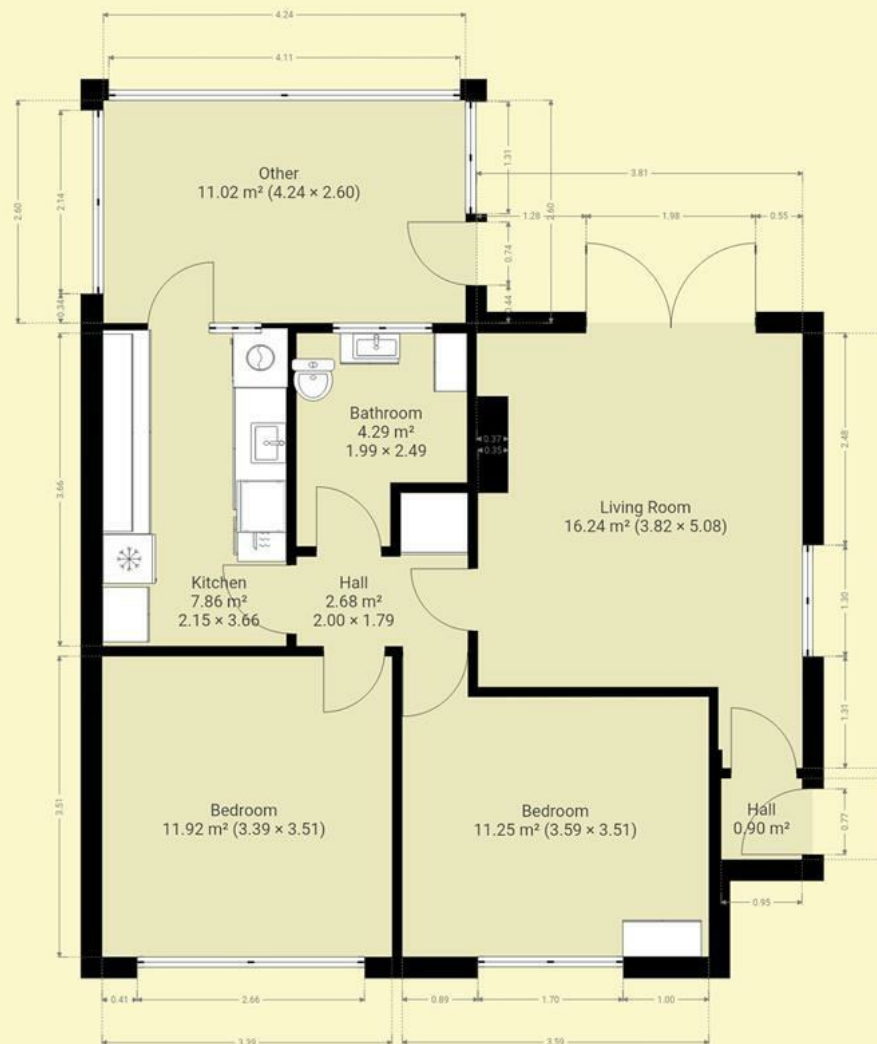 4.24
4.11
Other
11.02 m² (4.24 × 2.60)
2.60
2.14
0.34
1.31
2.60
0.74
0.44
3.81
1.28
1.98
0.55
Bathroom
4.29 m²
1.99 × 2.49
0.37
0.35
2.48
3.66
Living Room
16.24 m² (3.82 × 5.08)
1.30
Kitchen
7.86 m²
2.15 × 3.66
Hall
2.68 m²
2.00 × 1.79
1.31
3.51
Bedroom
11.92 m² (3.39 × 3.51)
Bedroom
11.25 m² (3.59 × 3.51)
Hall
0.90 m²
0.77
0.95
0.41
2.66
0.89
1.70
1.00
3.39
3.59